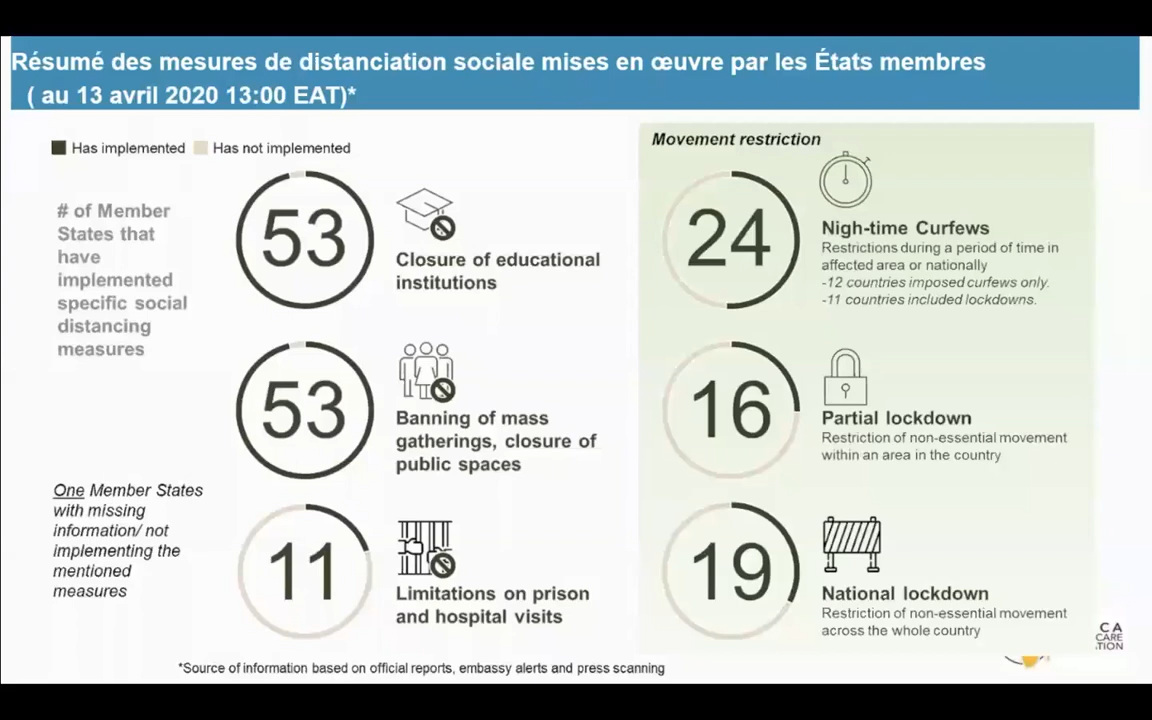 Résumé des mesures de distanciation sociale mises en œuvre par les États membres
( au 13 avril 2020 13:00 EAT)*
Has implemented
Has not implemented
# of Member
States that
have
implemented
specific social
distancing
measures
53
Closure of educational
institutions
53
Banning of mass
gatherings, closure of
public spaces
One Member States
with missing
information/ not
implementing the
mentioned
measures
11
Limitations on prison
and hospital visits
Movement restriction
24
Nigh-time Curfews
Restrictions during a period of time in
affected area or nationally
-12 countries imposed curfews only.
-11 countries included lockdowns.
16
Partial lockdown
Restriction of non-essential movement
within an area in the country
19
National lockdown
Restriction of non-essential movement
across the whole country
C A
CARE
TION
*Source of information based on official reports, embassy alerts and press scanning